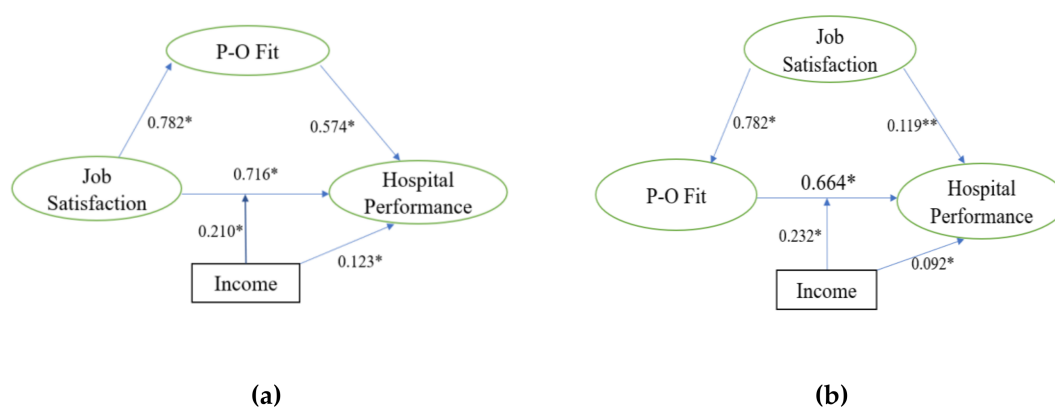 P-O Fit
0.782*
0.574*
Job
Satisfaction
0.716*
Hospital
Performance
0.210*
0.123*
Income
(a)
Job
Satisfaction
0.782*
0.119**
P-O Fit
0.664*
Hospital
Performance
0.232*
0.092*
Income
(b)